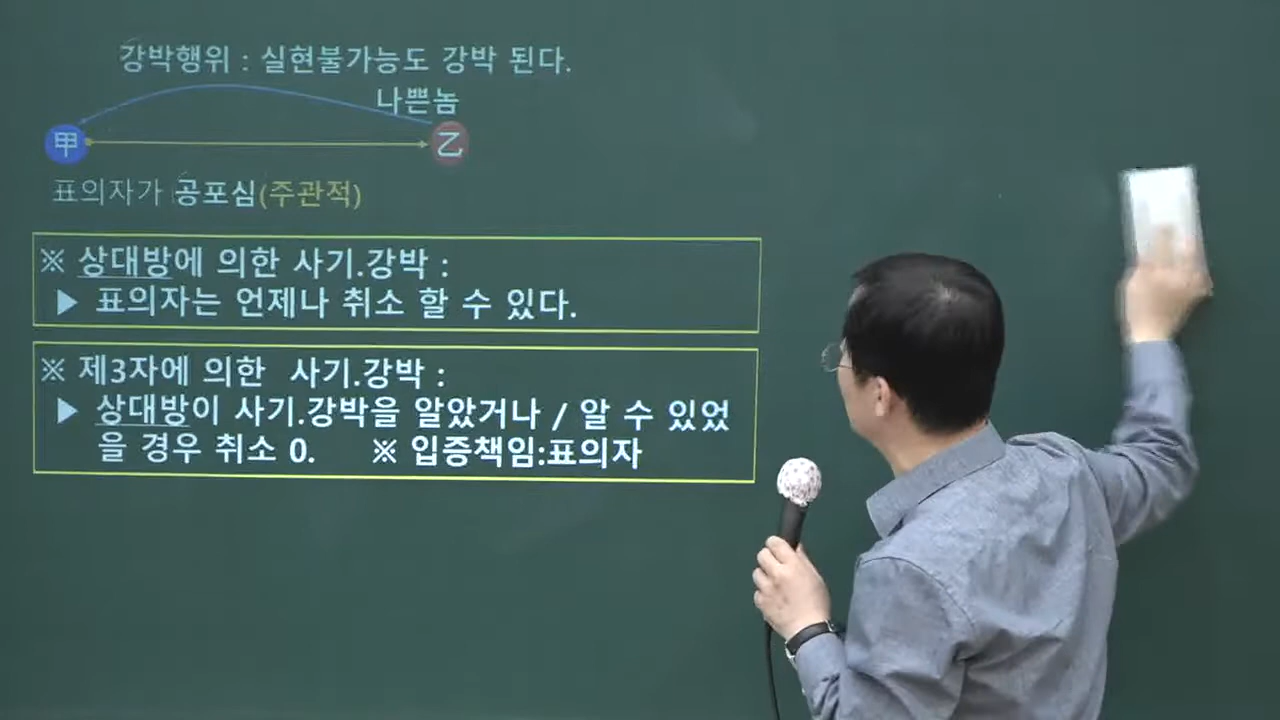 강박행위 : 실현불가능도 강박 된다.
나쁜놈
甲 乙
표의자가 공포심(주관적)
※ 상대방에 의한 사기.강박 :
▶ 표의자는 언제나 취소 할 수 있다.
※ 제3자에 의한 사기.강박 :
▶ 상대방이 사기.강박을 알았거나 / 알 수 있었
을 경우 취소 0. ※ 입증책임:표의자